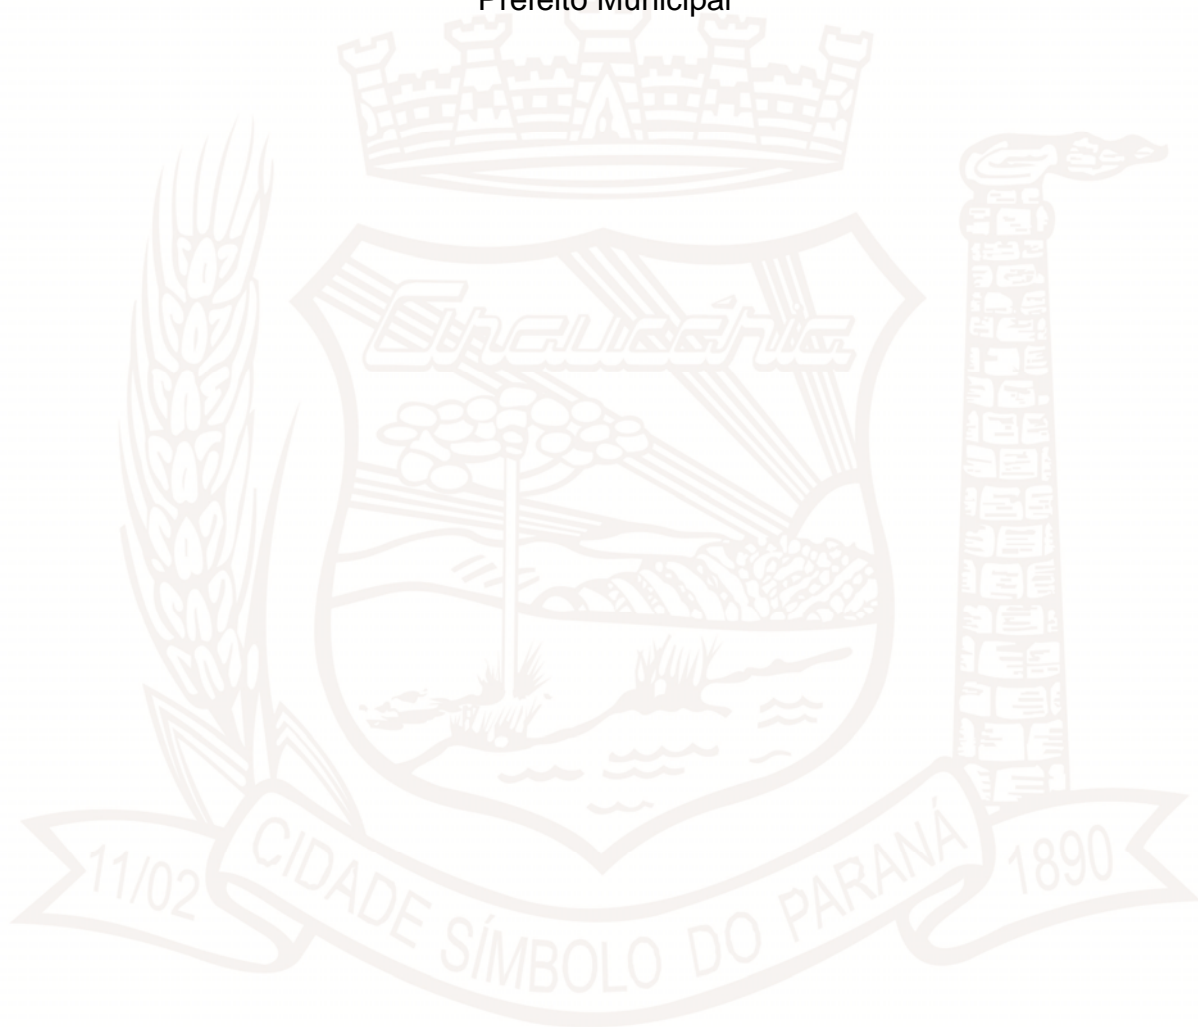 Prefeito Municipal
Araucária
11/02
CIDADE SÍMBOLO DO PARANÁ
1890